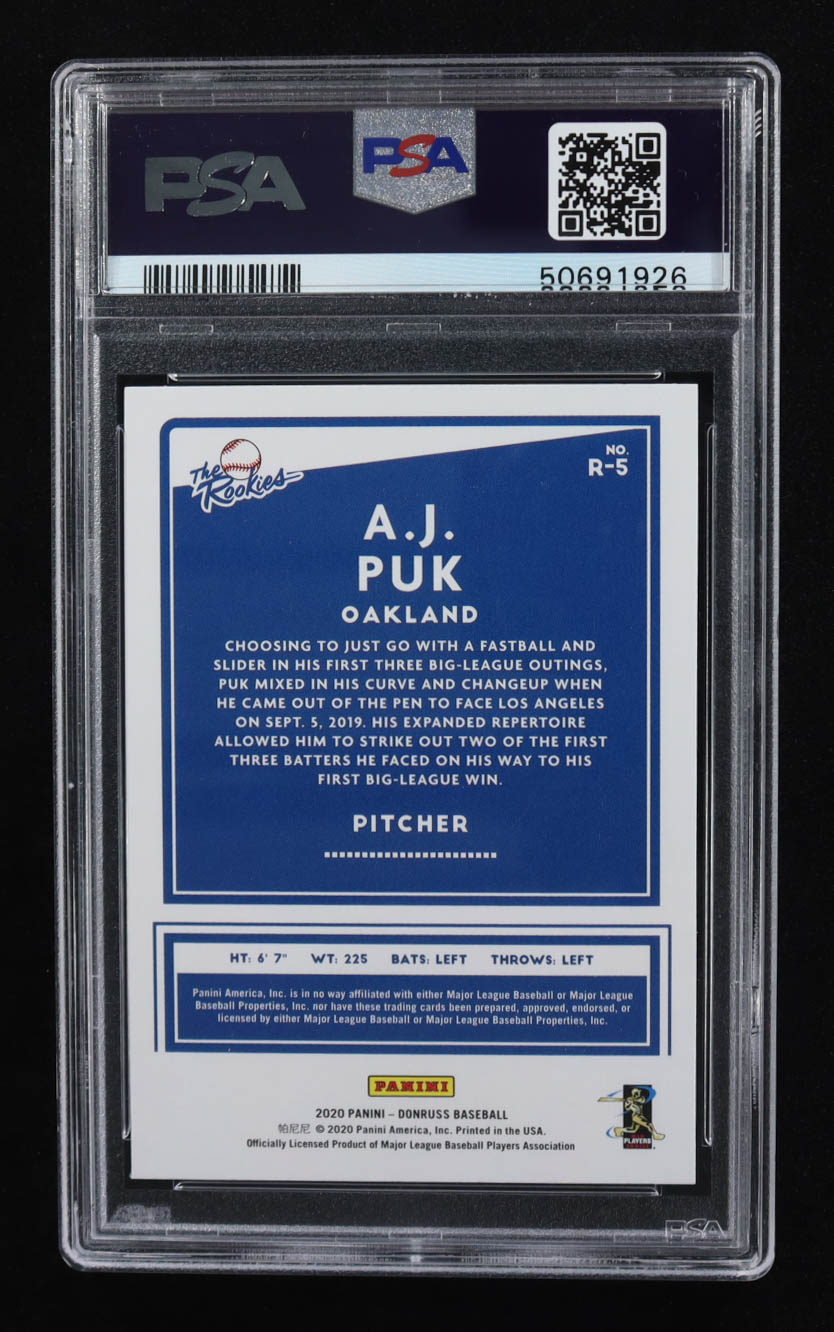 PSA
PSA
50691926
The
Rookies
NO.
R-5
A.J.
PUK
OAKLAND
CHOOSING TO JUST GO WITH A FASTBALL AND
SLIDER IN HIS FIRST THREE BIG-LEAGUE OUTINGS,
PUK MIXED IN HIS CURVE AND CHANGEUP WHEN
HE CAME OUT OF THE PEN TO FACE LOS ANGELES
ON SEPT. 5, 2019. HIS EXPANDED REPERTOIRE
ALLOWED HIM TO STRIKE OUT TWO OF THE FIRST
THREE BATTERS HE FACED ON HIS WAY TO HIS
FIRST BIG-LEAGUE WIN.
PITCHER
HT: 6' 7" WT: 225 BATS: LEFT THROWS: LEFT
Panini America, Inc. is in no way affiliated with either Major League Baseball or Major League
Baseball Properties, Inc. nor have these trading cards been prepared, approved, endorsed, or
licensed by either Major League Baseball or Major League Baseball Properties, Inc.
PANINI
2020 PANINI – DONRUSS BASEBALL
帕尼尼 © 2020 Panini America, Inc. Printed in the USA.
Officially Licensed Product of Major League Baseball Players Association
PLAYERS
PSA